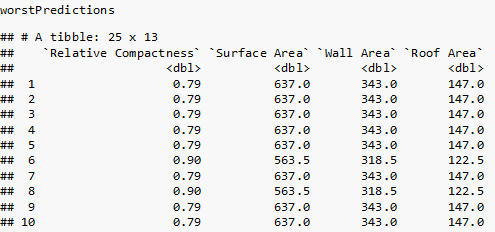 worstPredictions
## # A tibble: 25 x 13
##    `Relative Compactness` `Surface Area` `Wall Area` `Roof Area`
##                     <dbl>          <dbl>       <dbl>       <dbl>
##  1                   0.79          637.0       343.0       147.0
##  2                   0.79          637.0       343.0       147.0
##  3                   0.79          637.0       343.0       147.0
##  4                   0.79          637.0       343.0       147.0
##  5                   0.79          637.0       343.0       147.0
##  6                   0.90          563.5       318.5       122.5
##  7                   0.79          637.0       343.0       147.0
##  8                   0.90          563.5       318.5       122.5
##  9                   0.79          637.0       343.0       147.0
## 10                   0.79          637.0       343.0       147.0